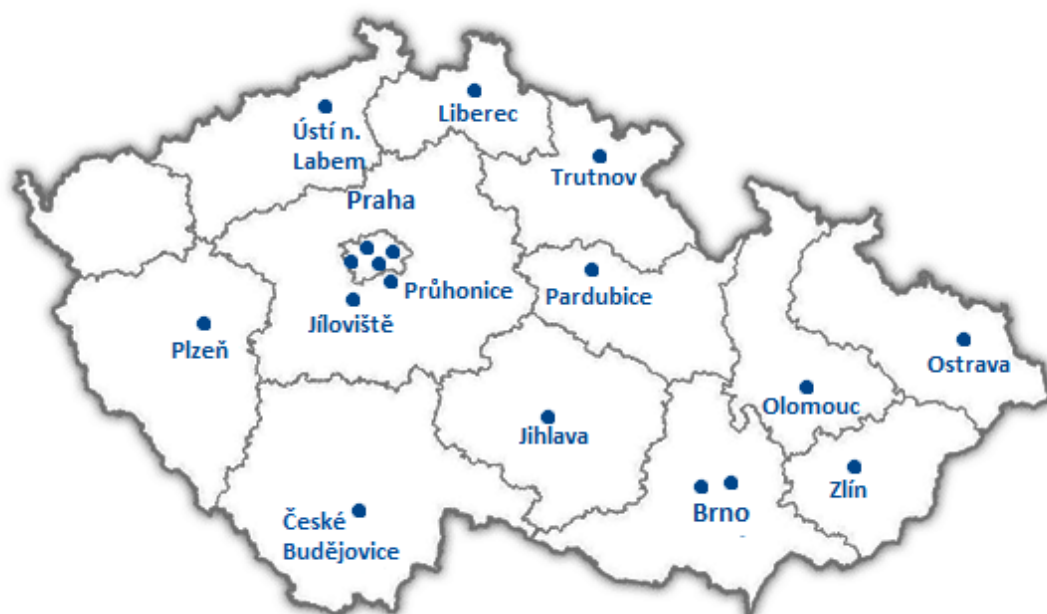 Liberec
Ústí n.
Labem
Trutnov
Praha
Průhonice
Pardubice
Jíloviště
Plzeň
Ostrava
Olomouc
Jihlava
Zlín
Brno
České
Budějovice